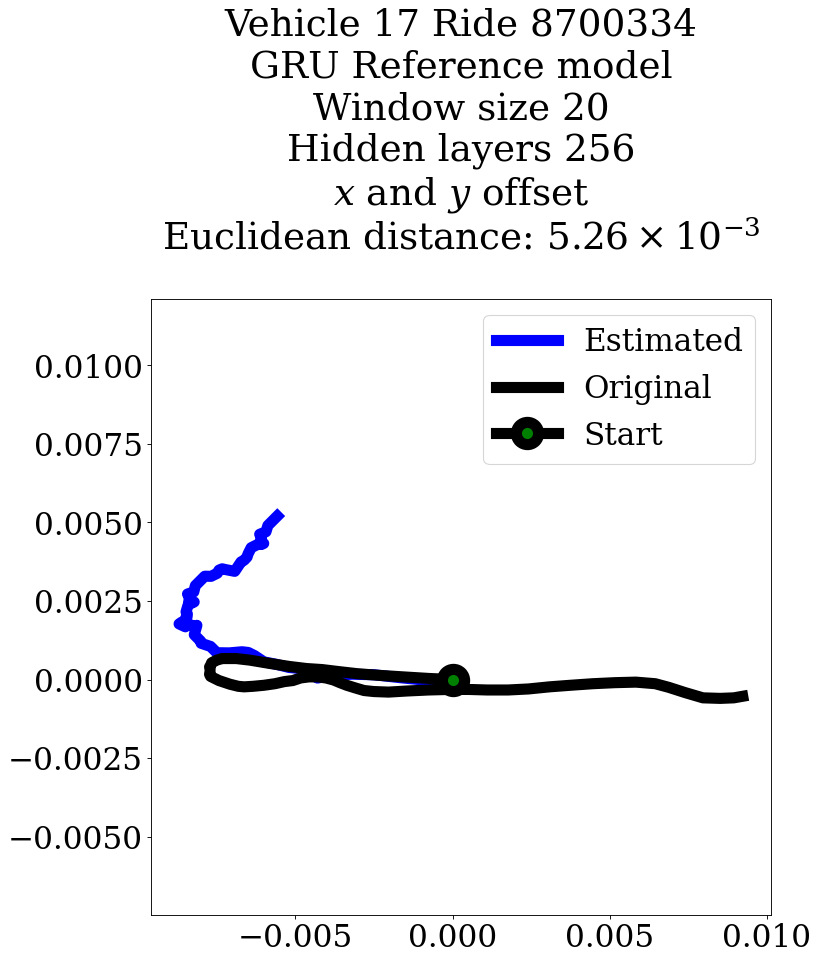 Vehicle 17 Ride 8700334
GRU Reference model
Window size 20
Hidden layers 256
x and y offset
Euclidean distance: 5.26 × 10⁻³
Estimated
Original
Start
0.0100
0.0075
0.0050
0.0025
0.0000
−0.0025
−0.0050
−0.005 0.000 0.005 0.010